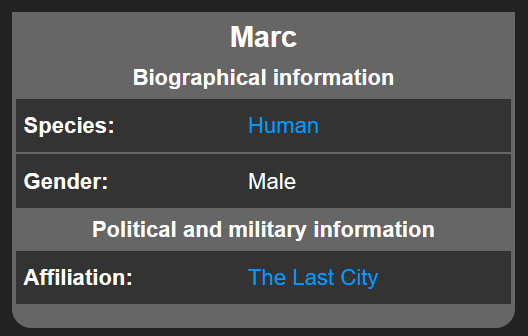 Marc
Biographical information
Species: Human
Gender: Male
Political and military information
Affiliation: The Last City